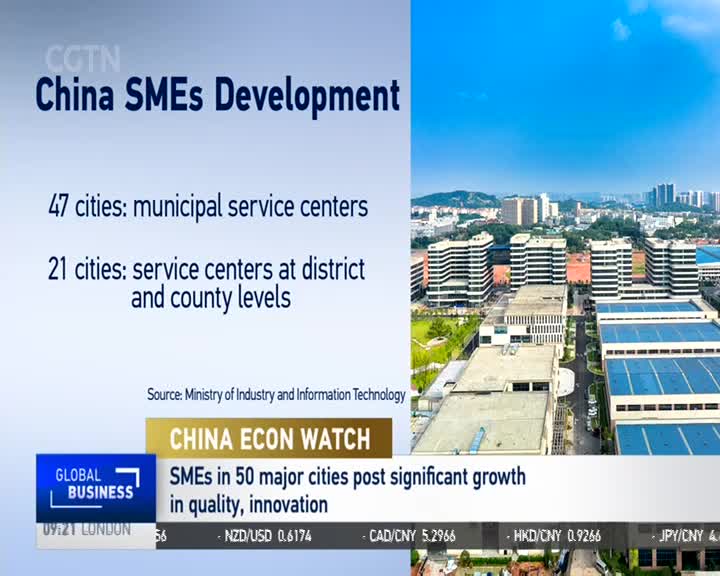 CGTN
China SMEs Development
47 cities: municipal service centers
21 cities: service centers at district
and county levels
Source: Ministry of Industry and Information Technology
CHINA ECON WATCH
GLOBAL
BUSINESS
SMEs in 50 major cities post significant growth
in quality, innovation
09:21 LONDON
56 · NZD/USD 0.6174 · CAD/CNY 5.2966 · HKD/CNY 0.9266 · JPY/CNY 4.